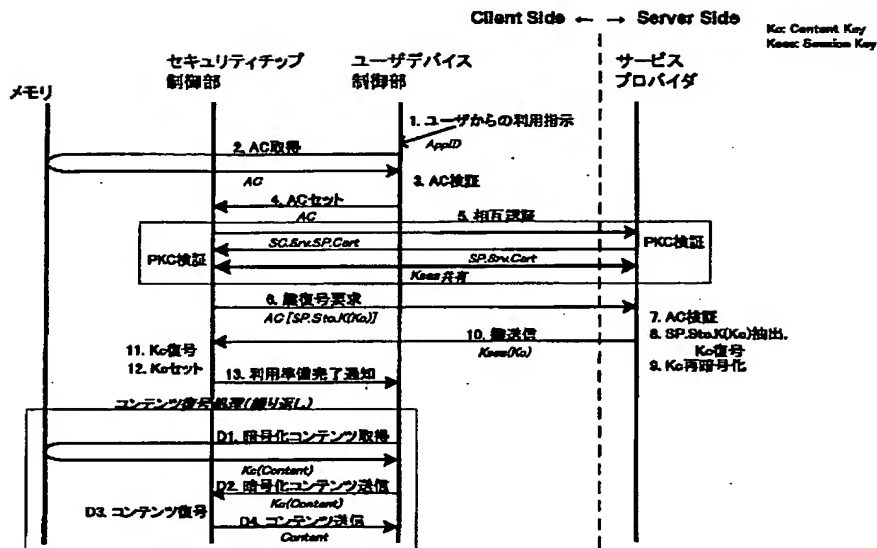 Client Side ← → Server Side
Kc: Content Key
Kses: Session Key
セキュリティチップ
制御部
ユーザデバイス
制御部
サービス
プロバイダ
メモリ
1. ユーザからの利用指示
AppID
2. AC取得
AC
3. AC検証
4. ACセット
AC
5. 相互認証
SC.Srv.SP.Cert
PKC検証
PKC検証
SP.Srv.Cert
Kses共有
6. 鍵復号要求
AC [SP.Sto.K(Kc)]
7. AC検証
8. SP.Sto.K(Kc)抽出,
Kc復号
9. Kc再暗号化
10. 鍵送信
Kses(Kc)
11. Kc復号
12. Kcセット
13. 利用準備完了通知
コンテンツ復号処理(繰り返し)
D1. 暗号化コンテンツ取得
Kc(Content)
D2. 暗号化コンテンツ送信
Kc(Content)
D3. コンテンツ復号
D4. コンテンツ送信
Content